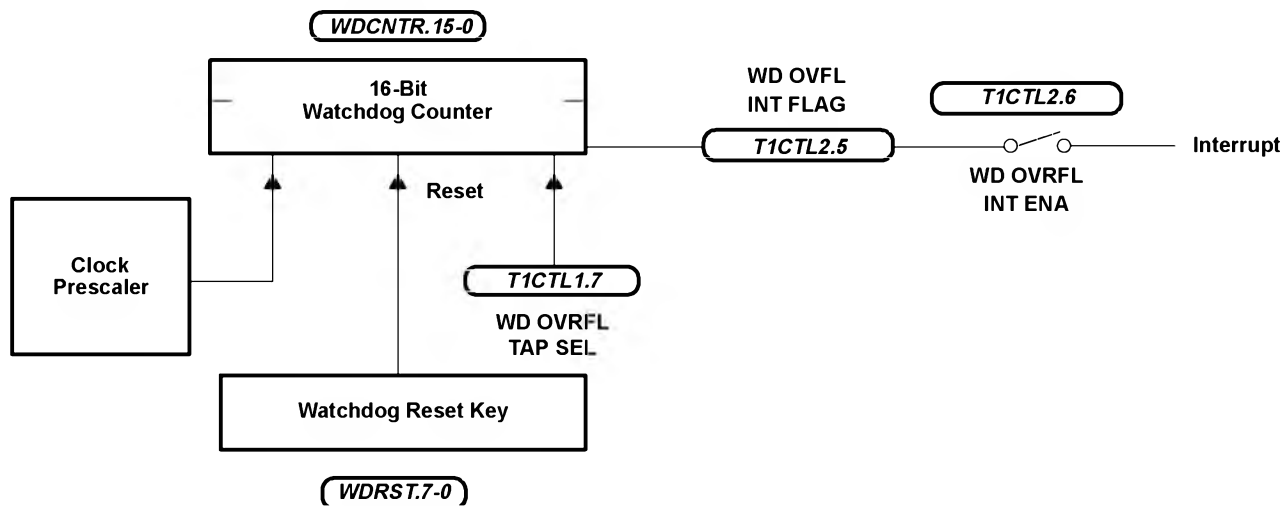 WDCNTR.15-0
16-Bit
Watchdog Counter
WD OVFL
INT FLAG
T1CTL2.5
T1CTL2.6
WD OVRFL
INT ENA
Interrupt
Reset
Clock
Prescaler
T1CTL1.7
WD OVRFL
TAP SEL
Watchdog Reset Key
WDRST.7-0